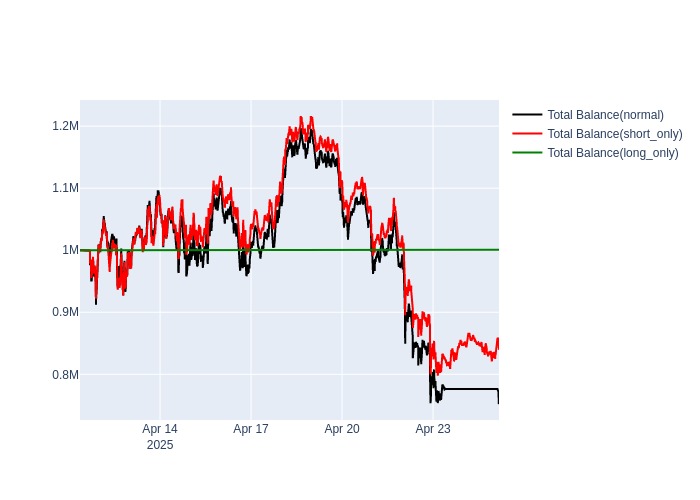 1.2M
1.1M
1M
0.9M
0.8M
Apr 14
2025
Apr 17
Apr 20
Apr 23
Total Balance(normal)
Total Balance(short_only)
Total Balance(long_only)